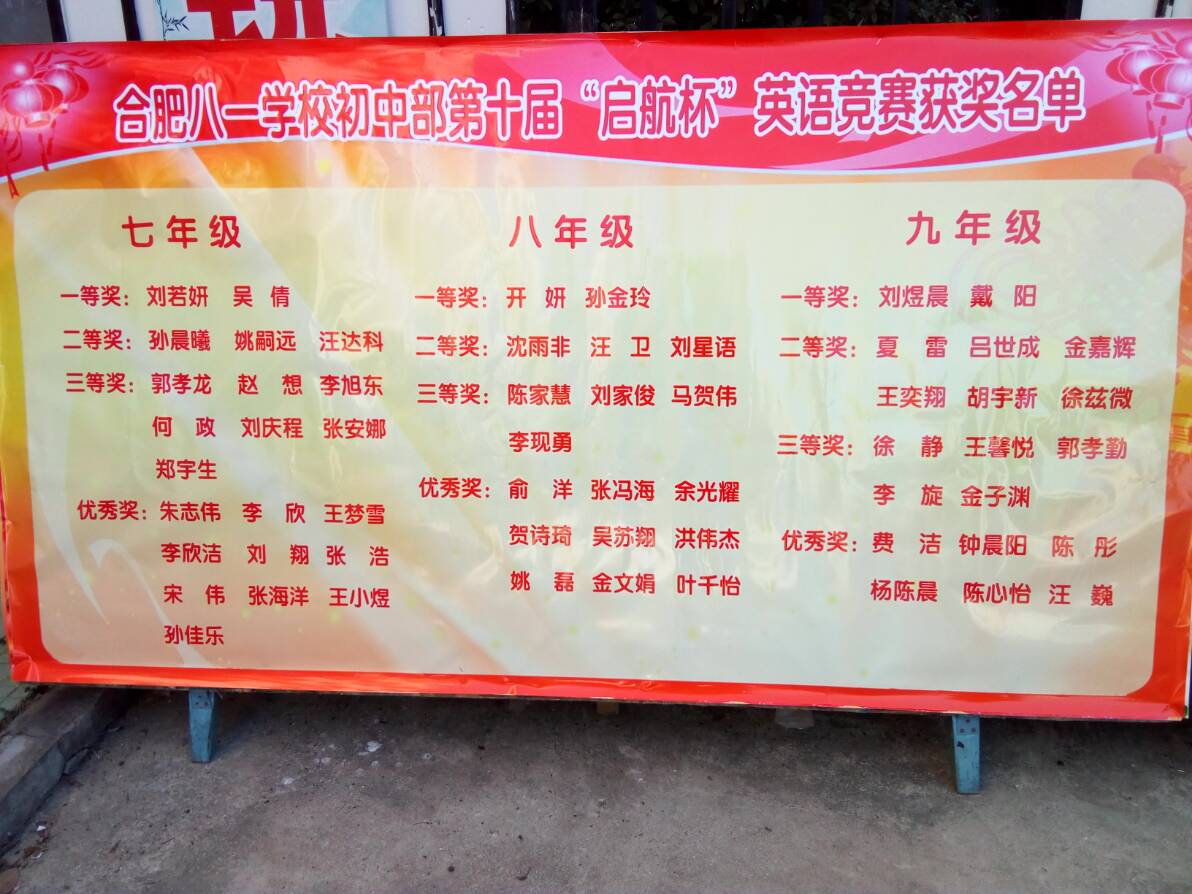 合肥八一学校初中部第十届“启航杯”英语竞赛获奖名单
七年级
一等奖：刘若妍 吴倩
二等奖：孙晨曦 姚嗣远 汪达科
三等奖：郭孝龙 赵想 李旭东
何政 刘庆程 张安娜
郑宇生
优秀奖：朱志伟 李欣 王梦雪
李欣洁 刘翔 张浩
宋伟 张海洋 王小煜
孙佳乐
八年级
一等奖：开妍 孙金玲
二等奖：沈雨非 汪卫 刘星语
三等奖：陈家慧 刘家俊 马贺伟
李现勇
优秀奖：俞洋 张冯海 余光耀
贺诗琦 吴苏翔 洪伟杰
姚磊 金文娟 叶千怡
九年级
一等奖：刘煜晨 戴阳
二等奖：夏雷 吕世成 金嘉辉
王奕翔 胡宇新 徐兹微
三等奖：徐静 王馨悦 郭孝勤
李旋 金子渊
优秀奖：费洁 钟晨阳 陈彤
杨陈晨 陈心怡 汪巍